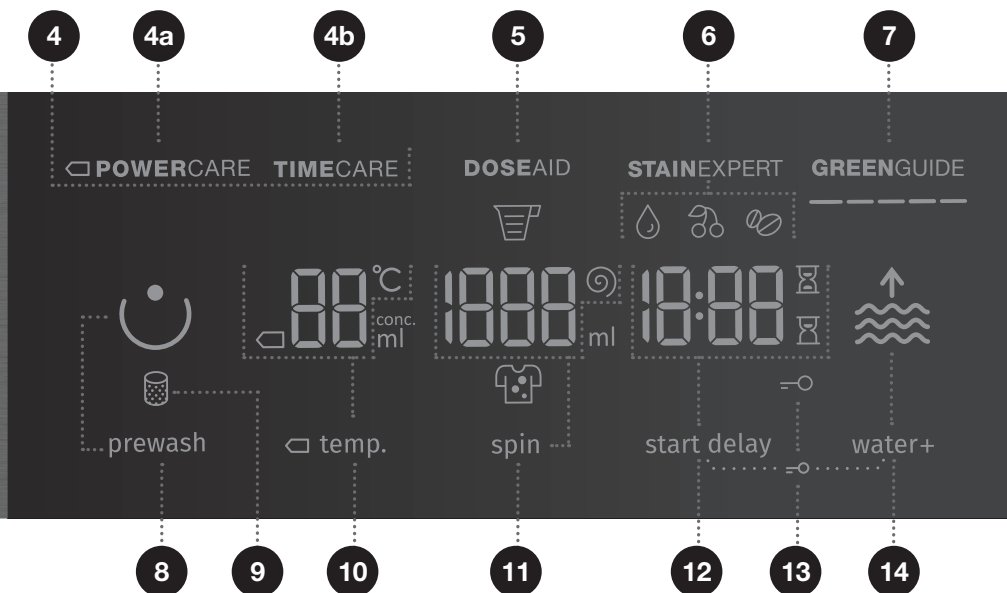 4 4a 4b 5 6 7
POWERCARE TIMECARE DOSEAID STAINEXPERT GREENGUIDE
88 °C 1888 18:88
conc.
ml ml
prewash temp. spin start delay water+
8 9 10 11 12 13 14